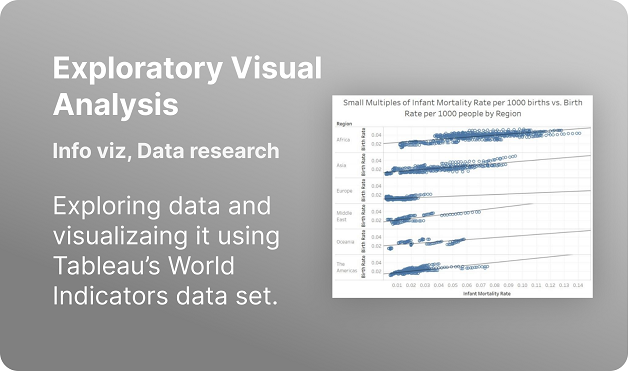 Exploratory Visual
Analysis
Info viz, Data research
Exploring data and
visualizaing it using
Tableau’s World
Indicators data set.
Small Multiples of Infant Mortality Rate per 1000 births vs. Birth
Rate per 1000 people by Region
Region
Africa
Birth Rate
0.04
0.02
Asia
Birth Rate
0.04
0.02
Europe
Birth Rate
0.04
0.02
Middle
East
Birth Rate
0.04
0.02
Oceania
Birth Rate
0.04
0.02
The
Americas
Birth Rate
0.04
0.02
0.01 0.02 0.03 0.04 0.05 0.06 0.07 0.08 0.09 0.10 0.11 0.12 0.13 0.14
Infant Mortality Rate